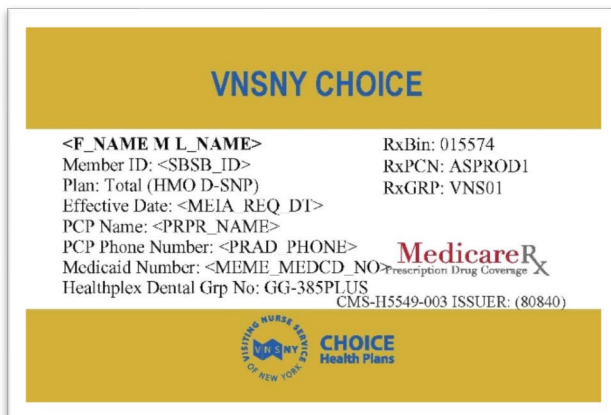 VNSNY CHOICE
<F_NAME M L_NAME>
Member ID: <SBSB_ID>
Plan: Total (HMO D-SNP)
Effective Date: <MEIA_REQ_DT>
PCP Name: <PRPR_NAME>
PCP Phone Number: <PRAD_PHONE>
Medicaid Number: <MEME_MEDCD_NO>
Healthplex Dental Grp No: GG-385PLUS
RxBin: 015574
RxPCN: ASPROD1
RxGRP: VNS01
MedicareRx
Prescription Drug Coverage
CMS-H5549-003 ISSUER: (80840)
VISITING NURSE SERVICE
OF NEW YORK
VNSNY
CHOICE
Health Plans